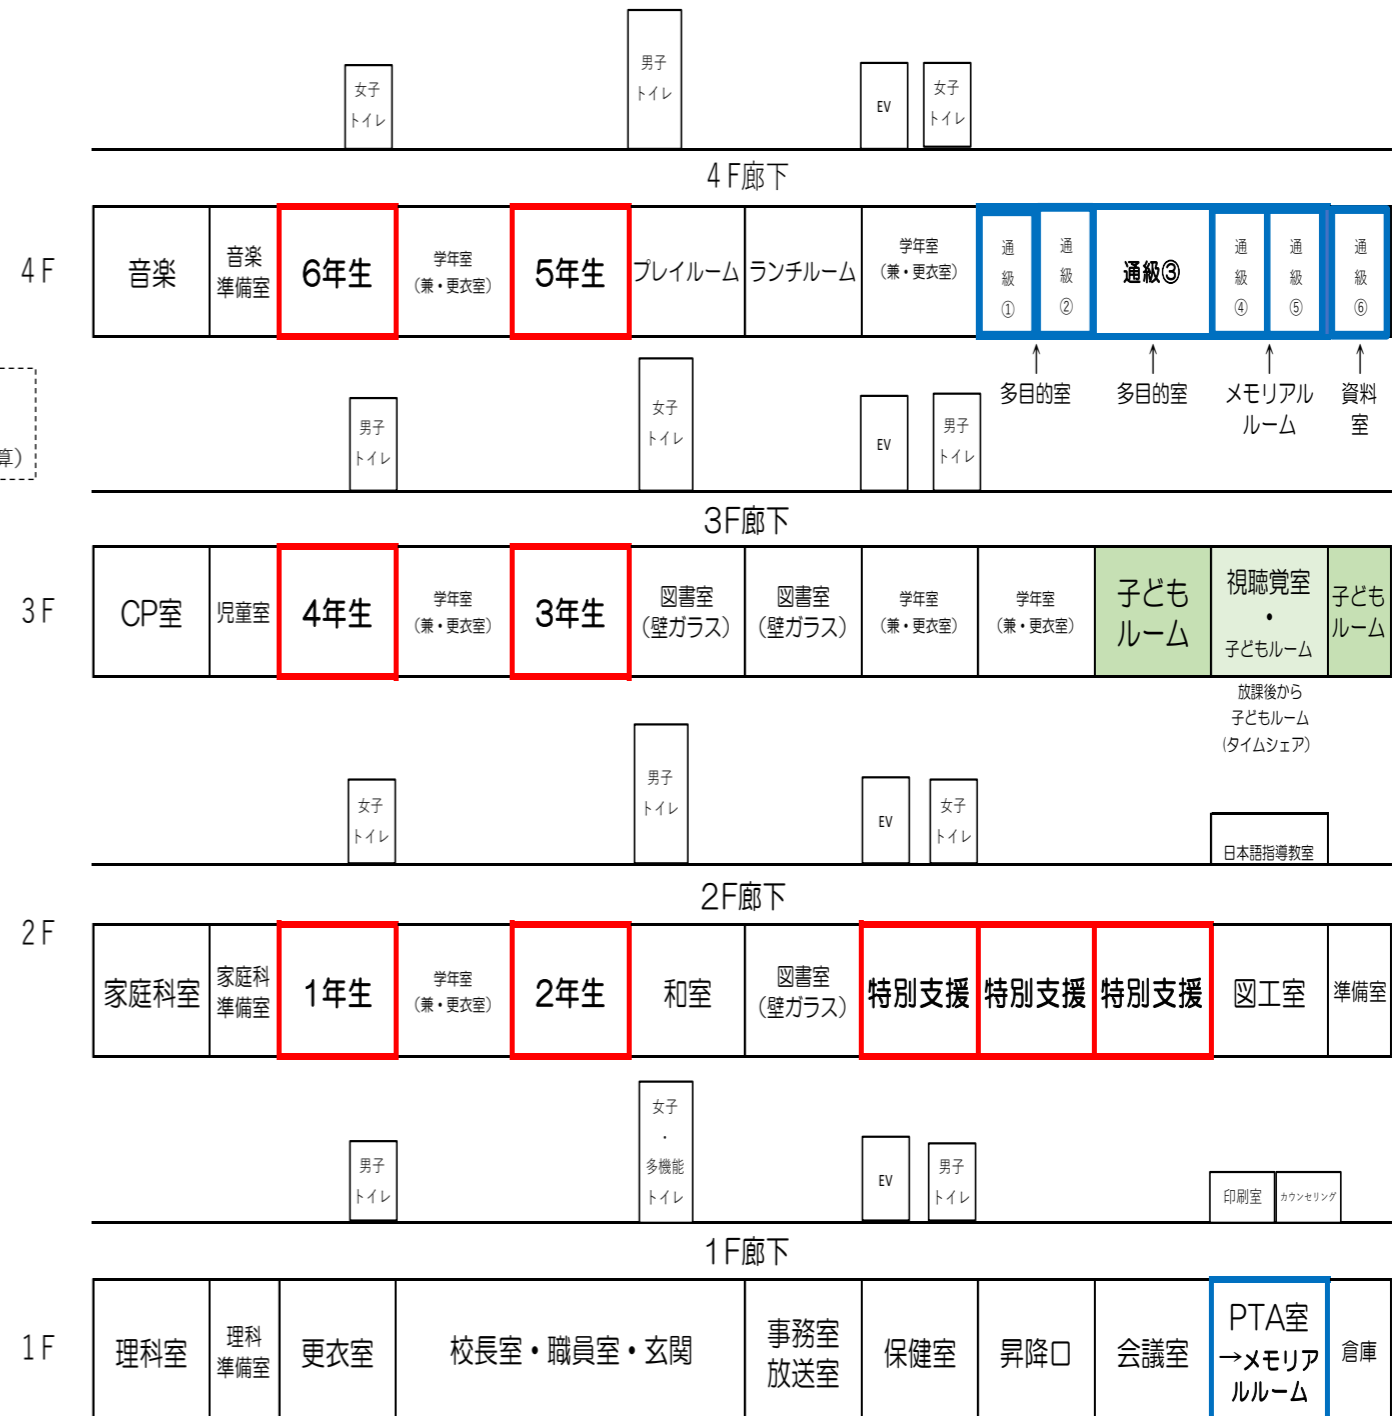 女子
トイレ
男子
トイレ
EV
女子
トイレ
4F廊下
4F
音楽
音楽
準備室
6年生
学年室
(兼・更衣室)
5年生
プレイルーム
ランチルーム
学年室
(兼・更衣室)
通
級
①
通
級
②
通級③
通
級
④
通
級
⑤
通
級
⑥
多目的室
多目的室
メモリアル
ルーム
資料
室
算)
男子
トイレ
女子
トイレ
EV
男子
トイレ
3F廊下
3F
CP室
児童室
4年生
学年室
(兼・更衣室)
3年生
図書室
(壁ガラス)
図書室
(壁ガラス)
学年室
(兼・更衣室)
学年室
(兼・更衣室)
子ども
ルーム
視聴覚室
・
子どもルーム
子ども
ルーム
放課後から
子どもルーム
(タイムシェア)
女子
トイレ
男子
トイレ
EV
女子
トイレ
日本語指導教室
2F廊下
2F
家庭科室
家庭科
準備室
1年生
学年室
(兼・更衣室)
2年生
和室
図書室
(壁ガラス)
特別支援
特別支援
特別支援
図工室
準備室
男子
トイレ
女子
・
多機能
トイレ
EV
男子
トイレ
印刷室
カウンセリング
1F廊下
1F
理科室
理科
準備室
更衣室
校長室・職員室・玄関
事務室
放送室
保健室
昇降口
会議室
PTA室
→メモリア
ルルーム
倉庫